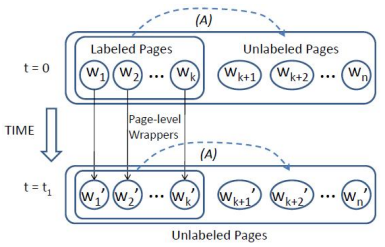 (A)
Labeled Pages Unlabeled Pages
t = 0
W1 W2 ... Wk Wk+1 Wk+2 ... Wn
Page-level
Wrappers
TIME
(A)
t = t1
W1' W2' ... Wk' Wk+1' Wk+2' ... Wn'
Unlabeled Pages